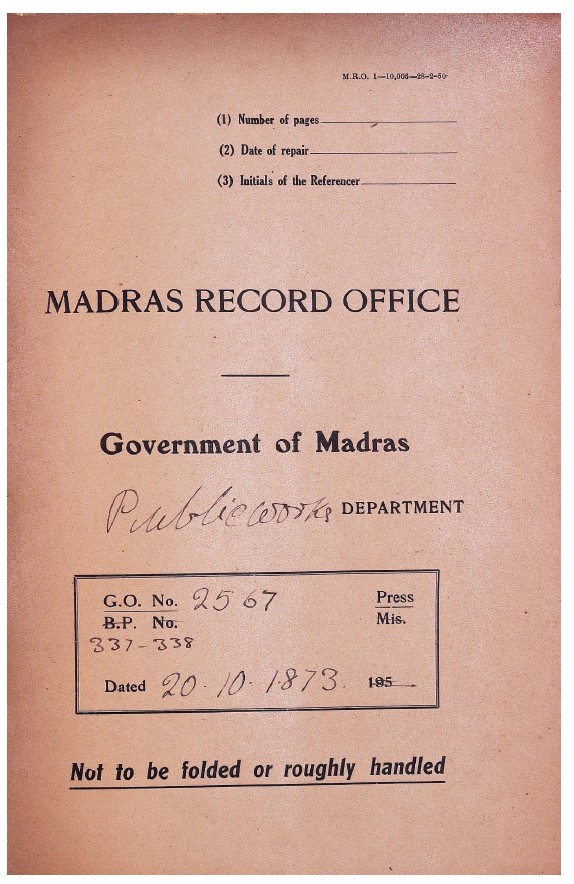 M.R.O. 1—10,006—28-2-50
(1) Number of pages
(2) Date of repair
(3) Initials of the Referencer
MADRAS RECORD OFFICE
Government of Madras
Public works DEPARTMENT
G.O. No. 2567 Press
B.P. No. Mis.
337-338
Dated 20-10-1873. 195
Not to be folded or roughly handled